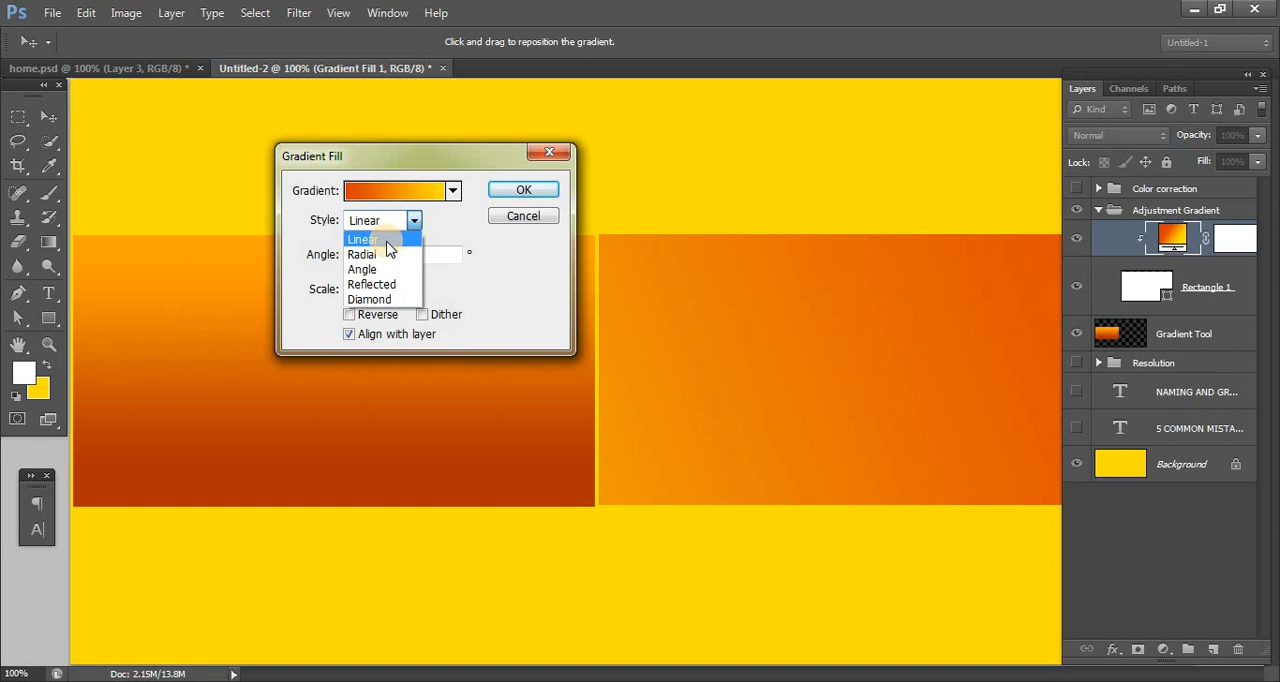 Ps File Edit Image Layer Type Select Filter View Window Help
Click and drag to reposition the gradient.
Untitled-1
home.psd @ 100% (Layer 3, RGB/8) * × Untitled-2 @ 100% (Gradient Fill 1, RGB/8) * ×
Layers Channels Paths
Kind
Normal Opacity: 100%
Lock: Fill: 100%
Color correction
Adjustment Gradient
Rectangle 1
Gradient Tool
Resolution
NAMING AND GR...
5 COMMON MISTA...
Background
Gradient Fill
Gradient: OK
Style: Linear Cancel
Linear
Radial
Angle: °
Angle
Reflected
Scale:
Diamond
Reverse Dither
Align with layer
T
A
100% Doc: 2.15M/13.8M
fx